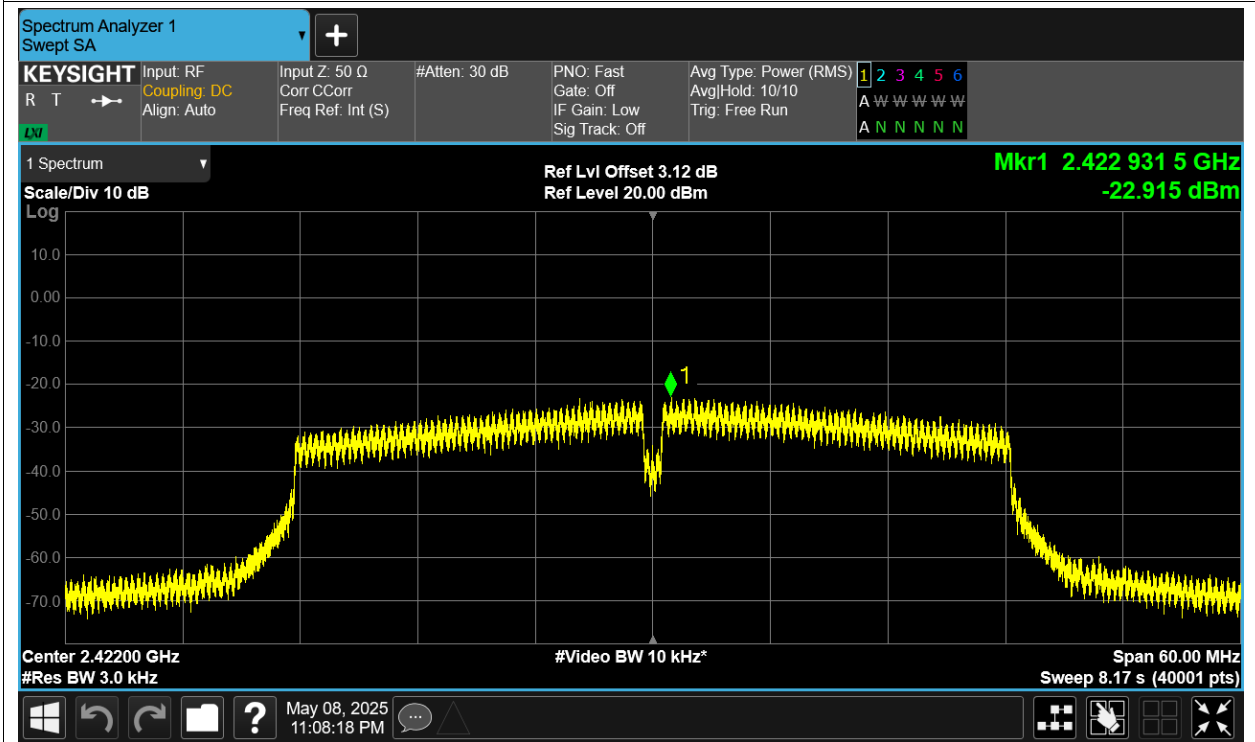 Spectrum Analyzer 1
Swept SA
KEYSIGHT
R T
LXI
Input: RF
Coupling: DC
Align: Auto
Input Z: 50 Ω
Corr CCorr
Freq Ref: Int (S)
#Atten: 30 dB
PNO: Fast
Gate: Off
IF Gain: Low
Sig Track: Off
Avg Type: Power (RMS)
Avg|Hold: 10/10
Trig: Free Run
1 2 3 4 5 6
A W W W W W
A N N N N N
1 Spectrum
Scale/Div 10 dB
Log
Ref Lvl Offset 3.12 dB
Ref Level 20.00 dBm
Mkr1 2.422 931 5 GHz
-22.915 dBm
10.0
0.00
-10.0
-20.0
-30.0
-40.0
-50.0
-60.0
-70.0
1
Center 2.42200 GHz
#Res BW 3.0 kHz
#Video BW 10 kHz*
Span 60.00 MHz
Sweep 8.17 s (40001 pts)
?
May 08, 2025
11:08:18 PM